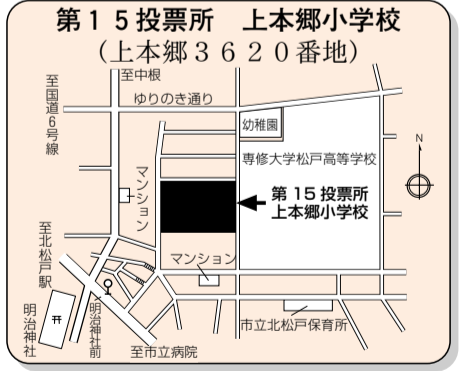 第15投票所　上本郷小学校
（上本郷3620番地）
至中根
至国道6号線
ゆりのき通り
幼稚園
専修大学松戸高等学校
N
マンション
第15投票所
上本郷小学校
至北松戸駅
マンション
明治神社
明治神社前
市立北松戸保育所
至市立病院